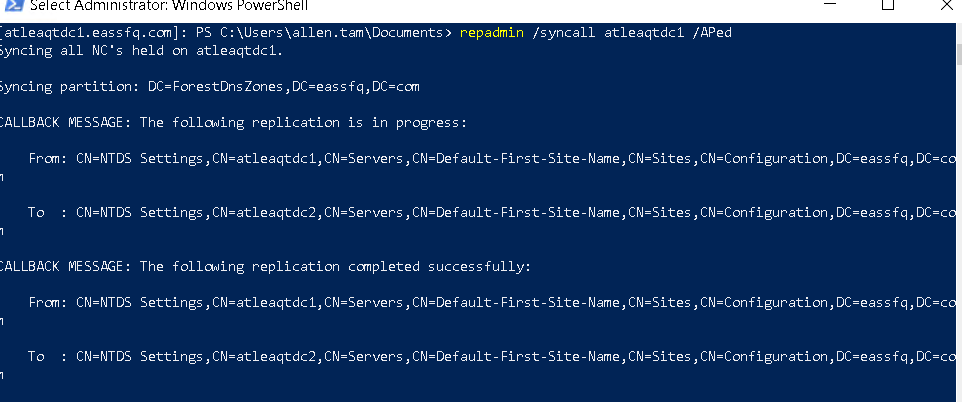 Select Administrator: Windows PowerShell
[atleaqtdc1.eassfq.com]: PS C:\Users\allen.tam\Documents> repadmin /syncall atleaqtdc1 /APed
Syncing all NC's held on atleaqtdc1.
Syncing partition: DC=ForestDnsZones,DC=eassfq,DC=com
CALLBACK MESSAGE: The following replication is in progress:
From: CN=NTDS Settings,CN=atleaqtdc1,CN=Servers,CN=Default-First-Site-Name,CN=Sites,CN=Configuration,DC=eassfq,DC=co
m
To  : CN=NTDS Settings,CN=atleaqtdc2,CN=Servers,CN=Default-First-Site-Name,CN=Sites,CN=Configuration,DC=eassfq,DC=co
m
CALLBACK MESSAGE: The following replication completed successfully:
From: CN=NTDS Settings,CN=atleaqtdc1,CN=Servers,CN=Default-First-Site-Name,CN=Sites,CN=Configuration,DC=eassfq,DC=co
m
To  : CN=NTDS Settings,CN=atleaqtdc2,CN=Servers,CN=Default-First-Site-Name,CN=Sites,CN=Configuration,DC=eassfq,DC=co
m